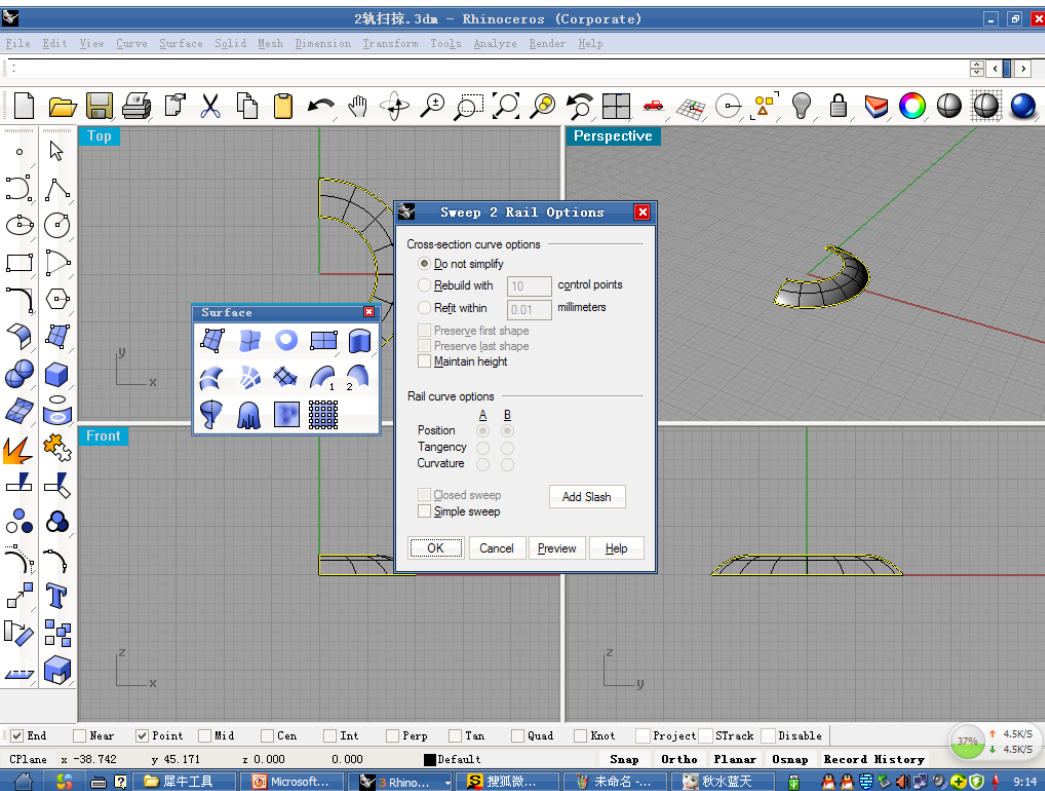 2轨扫掠.3dm - Rhinoceros (Corporate)
File Edit View Curve Surface Solid Mesh Dimension Transform Tools Analyze Render Help
:
Top
Perspective
Sweep 2 Rail Options
Cross-section curve options
Do not simplify
Rebuild with 10 control points
Refit within 0.01 millimeters
Preserve first shape
Preserve last shape
Maintain height
Rail curve options
A B
Position
Tangency
Curvature
Closed sweep
Add Slash
Simple sweep
OK Cancel Preview Help
Surface
1 2
y
x
Front
z
x
z
y
End Near Point Mid Cen Int Perp Tan Quad Knot Project STrack Disable
37% 4.5K/S
4.5K/S
CPlane x -38.742 y 45.171 z 0.000 0.000 Default Snap Ortho Planar Osnap Record History
犀牛工具 Microsoft... 3 Rhino... 搜狐微... 未命名 -... 秋水蓝天 9:14